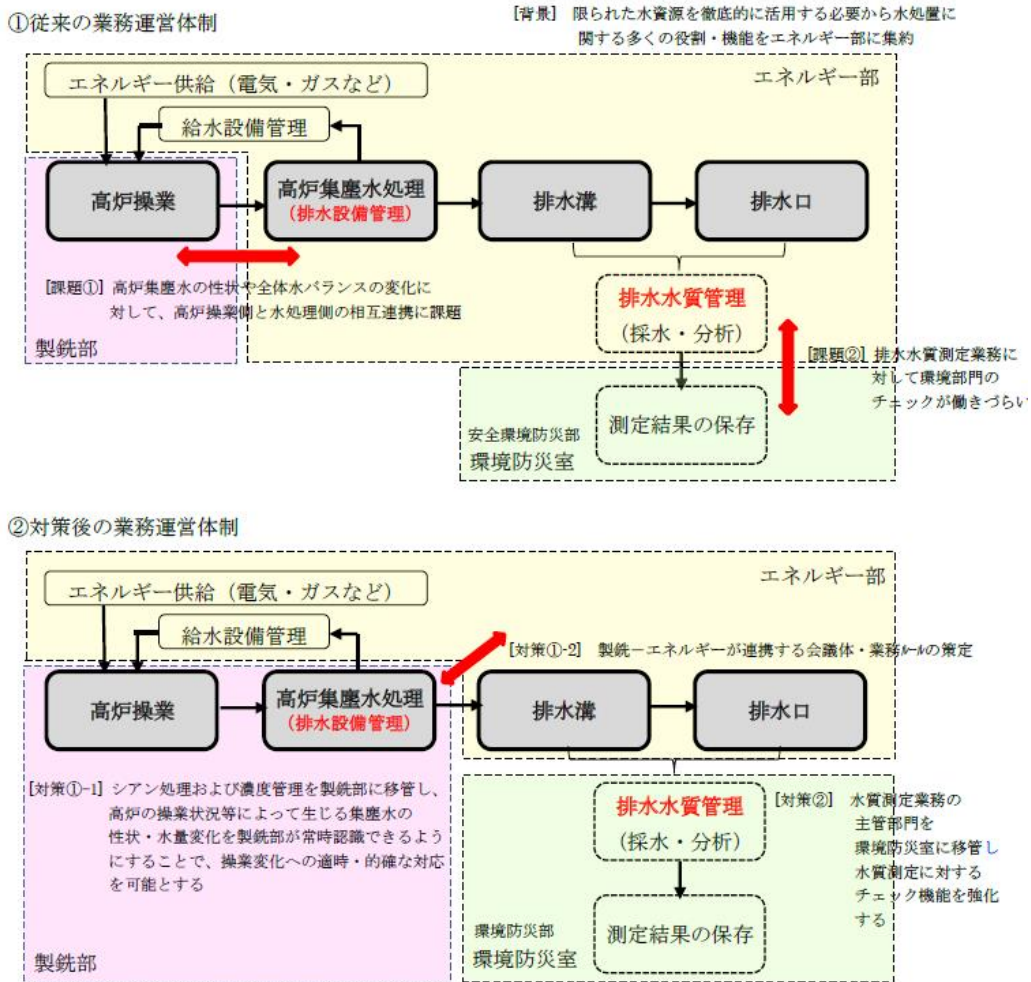 ①従来の業務運営体制
[背景] 限られた水資源を徹底的に活用する必要から水処置に
関する多くの役割・機能をエネルギー部に集約
エネルギー部
エネルギー供給（電気・ガスなど）
給水設備管理
高炉操業
高炉集塵水処理
(排水設備管理)
排水溝
排水口
[課題①] 高炉集塵水の性状や全体水バランスの変化に
対して、高炉操業側と水処理側の相互連携に課題
製銑部
排水水質管理
（採水・分析）
[課題②] 排水水質測定業務に
対して環境部門の
チェックが働きづらい
測定結果の保存
安全環境防災部
環境防災室
②対策後の業務運営体制
エネルギー部
エネルギー供給（電気・ガスなど）
給水設備管理
[対策①-2] 製銑－エネルギーが連携する会議体・業務ﾙｰﾙの策定
高炉操業
高炉集塵水処理
(排水設備管理)
排水溝
排水口
[対策①-1] シアン処理および濃度管理を製銑部に移管し、
高炉の操業状況等によって生じる集塵水の
性状・水量変化を製銑部が常時認識できるよう
にすることで、操業変化への適時・的確な対応
を可能とする
製銑部
排水水質管理
（採水・分析）
[対策②] 水質測定業務の
主管部門を
環境防災室に移管し
水質測定に対する
チェック機能を強化
する
測定結果の保存
環境防災部
環境防災室